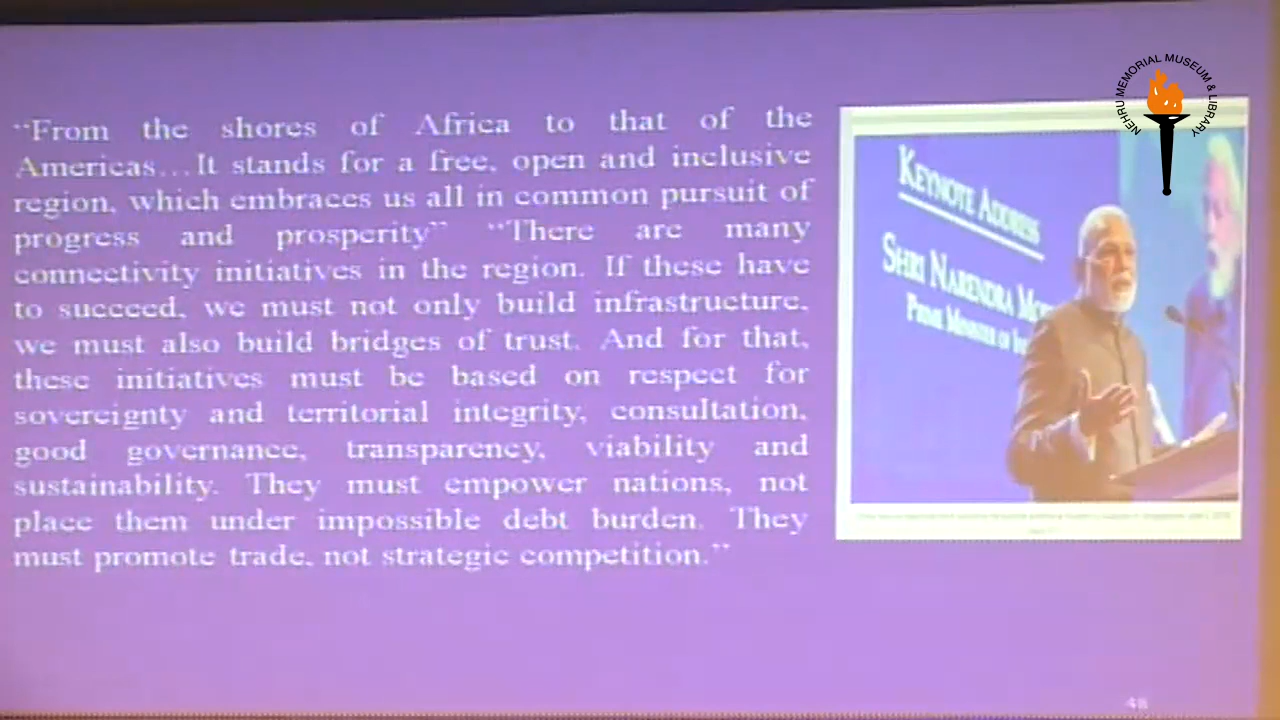 “From the shores of Africa to that of the
Americas…It stands for a free, open and inclusive
region, which embraces us all in common pursuit of
progress and prosperity” “There are many
connectivity initiatives in the region. If these have
to succeed, we must not only build infrastructure,
we must also build bridges of trust. And for that,
these initiatives must be based on respect for
sovereignty and territorial integrity, consultation,
good governance, transparency, viability and
sustainability. They must empower nations, not
place them under impossible debt burden. They
must promote trade, not strategic competition.”
NEHRU MEMORIAL MUSEUM & LIBRARY
KEYNOTE ADDRESS
SHRI NARENDRA MO
PRIME MINISTER OF IN
48